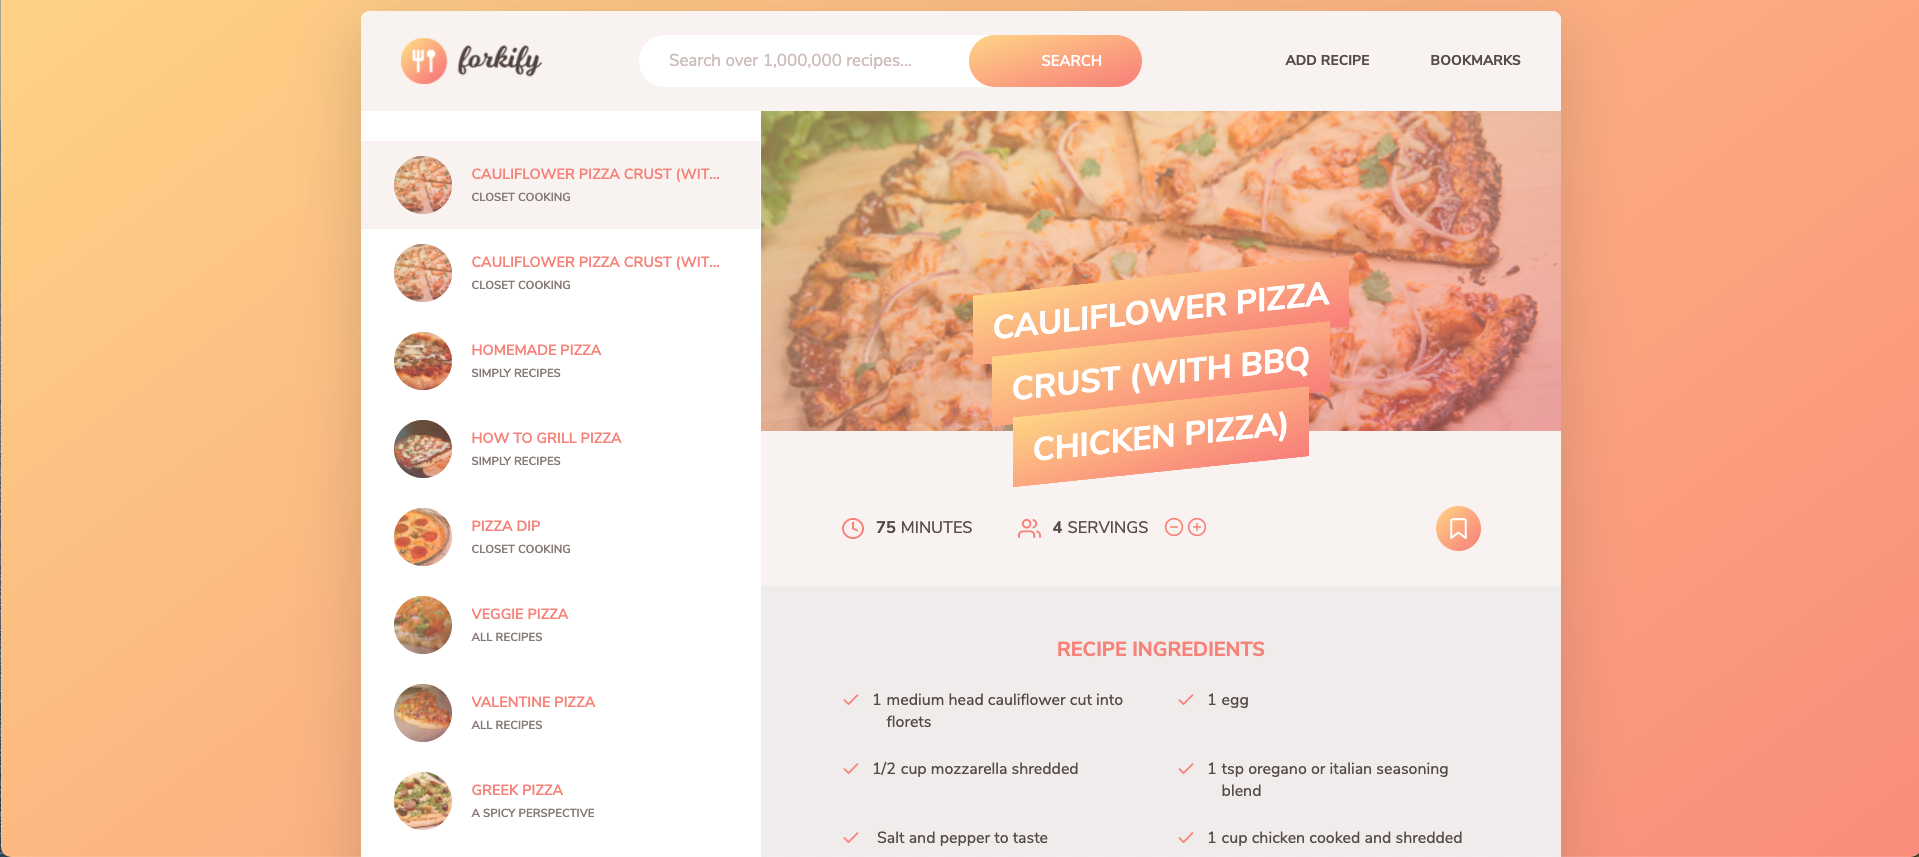 forkify
Search over 1,000,000 recipes...
SEARCH
ADD RECIPE
BOOKMARKS
CAULIFLOWER PIZZA CRUST (WIT...
CLOSET COOKING
CAULIFLOWER PIZZA CRUST (WIT...
CLOSET COOKING
HOMEMADE PIZZA
SIMPLY RECIPES
HOW TO GRILL PIZZA
SIMPLY RECIPES
PIZZA DIP
CLOSET COOKING
VEGGIE PIZZA
ALL RECIPES
VALENTINE PIZZA
ALL RECIPES
GREEK PIZZA
A SPICY PERSPECTIVE
CAULIFLOWER PIZZA
CRUST (WITH BBQ
CHICKEN PIZZA)
75 MINUTES
4 SERVINGS
RECIPE INGREDIENTS
1 medium head cauliflower cut into
florets
1 egg
1/2 cup mozzarella shredded
1 tsp oregano or italian seasoning
blend
Salt and pepper to taste
1 cup chicken cooked and shredded